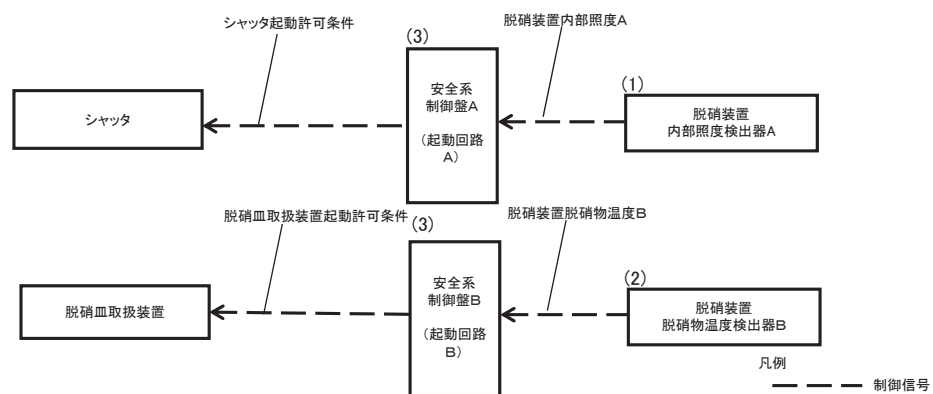 シャッタ起動許可条件
脱硝装置内部照度A
(3)
(1)
シャッタ
安全系
制御盤A
(起動回路
A)
脱硝装置
内部照度検出器A
脱硝皿取扱装置起動許可条件
(3)
脱硝装置脱硝物温度B
(2)
脱硝皿取扱装置
安全系
制御盤B
(起動回路
B)
脱硝装置
脱硝物温度検出器B
凡例
制御信号